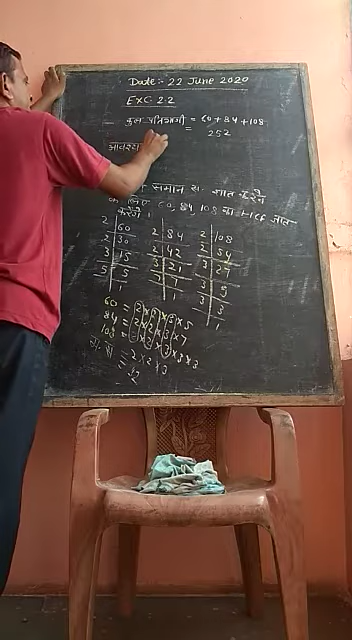 Date:- 22 June 2020
EXC. 2.2
कुल प्रतिभागी = 60 + 84 + 108
= 252
आवश्य
समान सं. ज्ञात करेंगे
के लिए 60, 84, 108 का HCF ज्ञात
करेंगे।
2 60
2 30
3 15
5 5
1
2 84
2 42
3 21
7 7
1
2 108
2 54
3 27
3 9
3 3
1
60 = 2 × 2 × 3 × 5
84 = 2 × 2 × 3 × 7
108 = 2 × 2 × 3 × 3 × 3
म. स. = 2 × 2 × 3
= 12